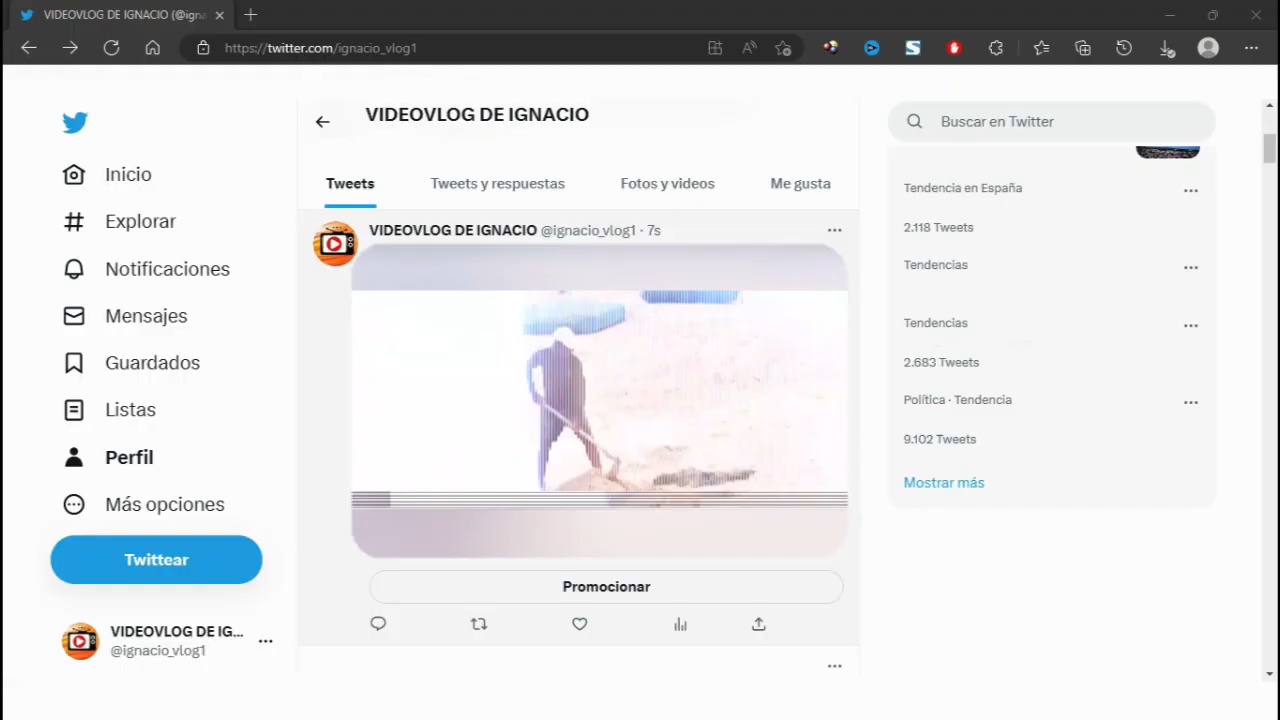 VIDEOVLOG DE IGNACIO (@igna
https://twitter.com/ignacio_vlog1
Inicio
Explorar
Notificaciones
Mensajes
Guardados
Listas
Perfil
Más opciones
Twittear
VIDEOVLOG DE IG...
@ignacio_vlog1
VIDEOVLOG DE IGNACIO
Tweets
Tweets y respuestas
Fotos y videos
Me gusta
VIDEOVLOG DE IGNACIO @ignacio_vlog1 · 7s
Promocionar
Buscar en Twitter
Tendencia en España
2.118 Tweets
Tendencias
Tendencias
2.683 Tweets
Política · Tendencia
9.102 Tweets
Mostrar más